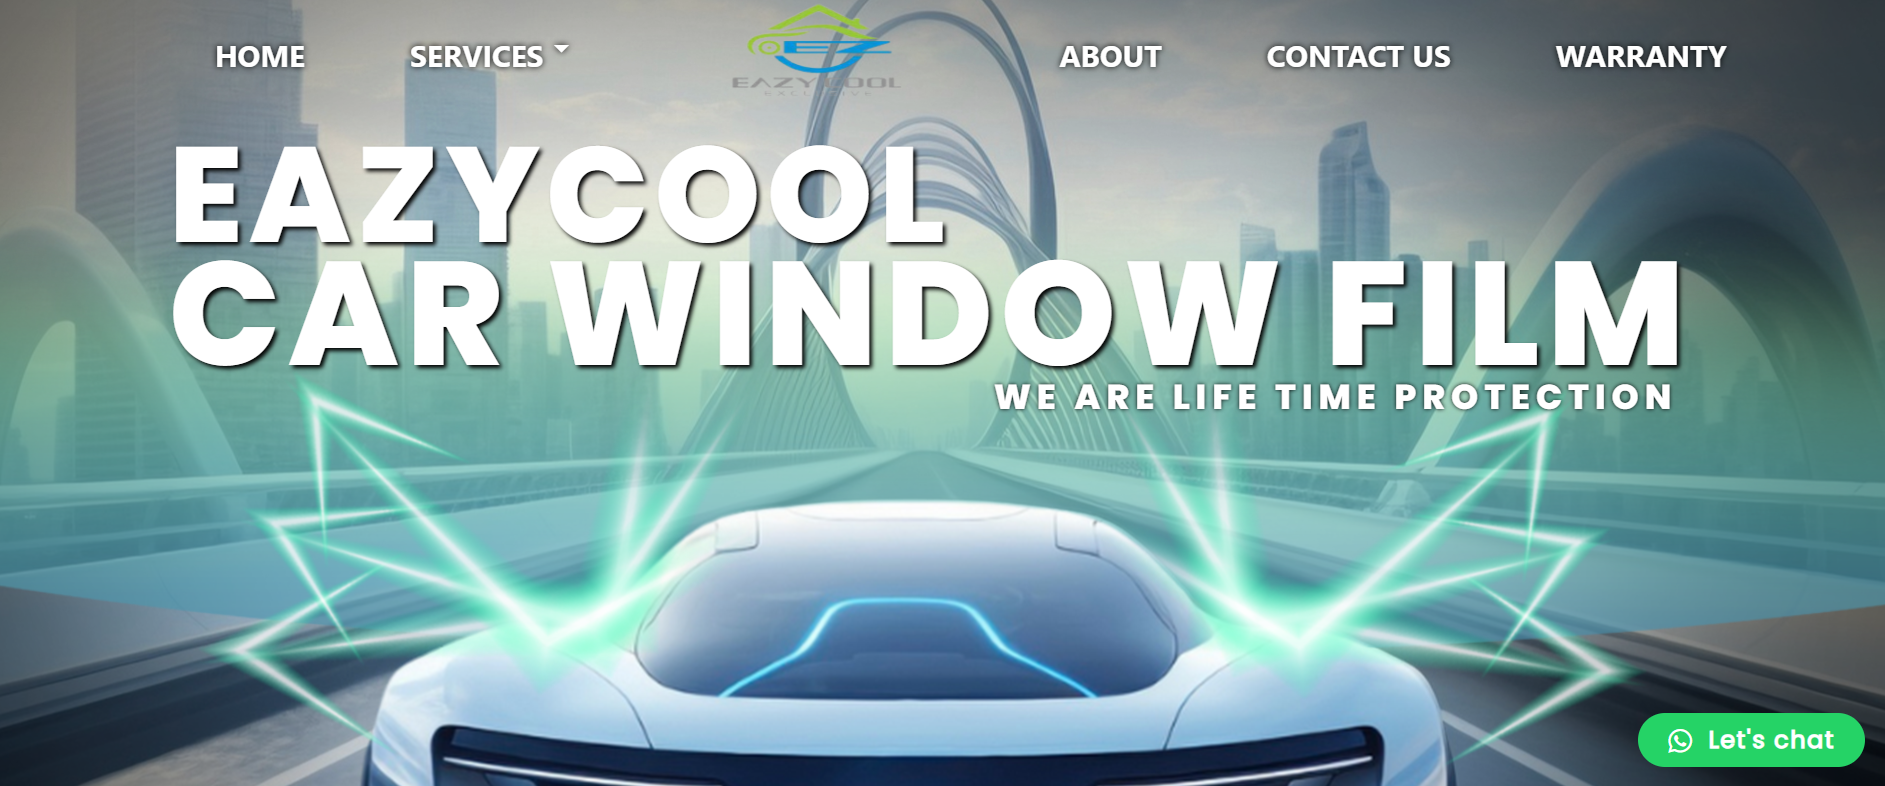 HOME SERVICES ABOUT CONTACT US WARRANTY
EZ
EAZYCOOL
EXCLUSIVE
EAZYCOOL
CAR WINDOW FILM
WE ARE LIFE TIME PROTECTION
Let's chat